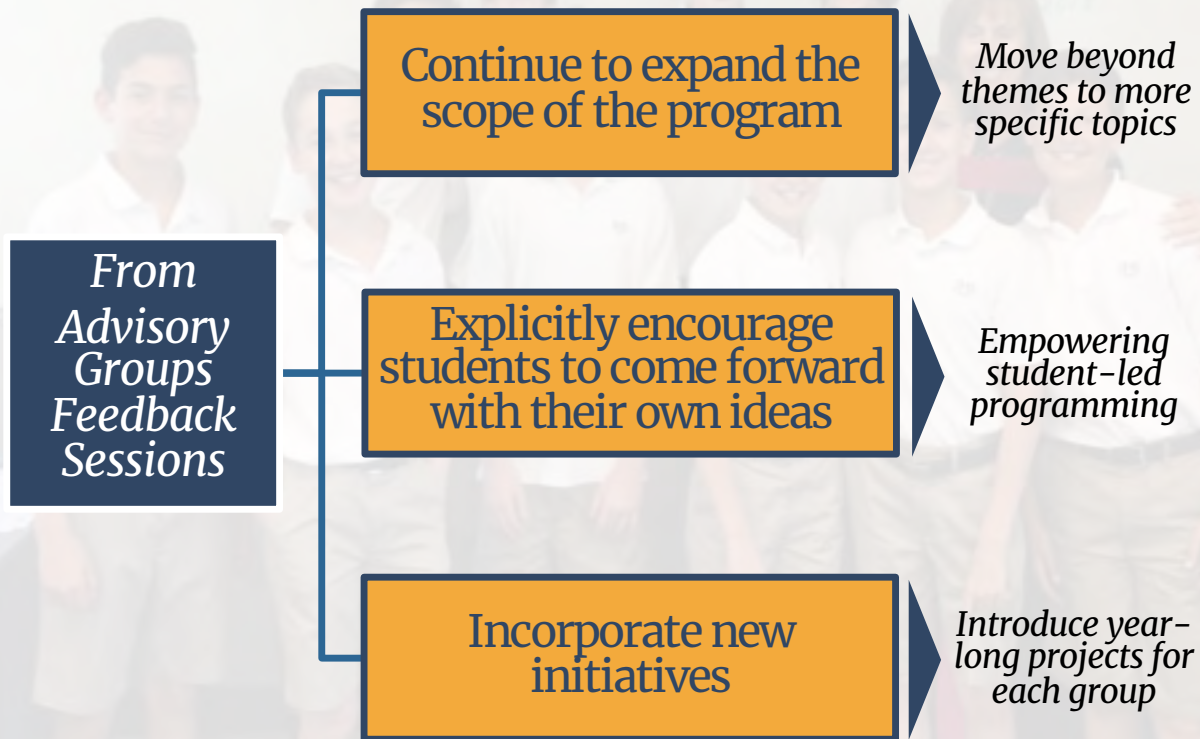 From
Advisory
Groups
Feedback
Sessions
Continue to expand the
scope of the program
Move beyond
themes to more
specific topics
Explicitly encourage
students to come forward
with their own ideas
Empowering
student-led
programming
Incorporate new
initiatives
Introduce year-
long projects for
each group